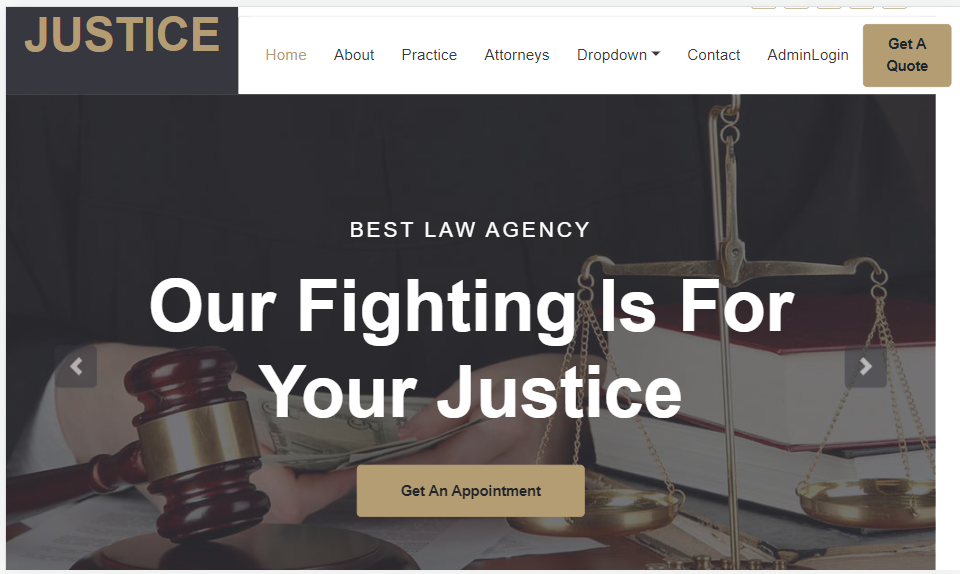 JUSTICE
Home About Practice Attorneys Dropdown Contact AdminLogin
Get A
Quote
BEST LAW AGENCY
Our Fighting Is For
Your Justice
Get An Appointment